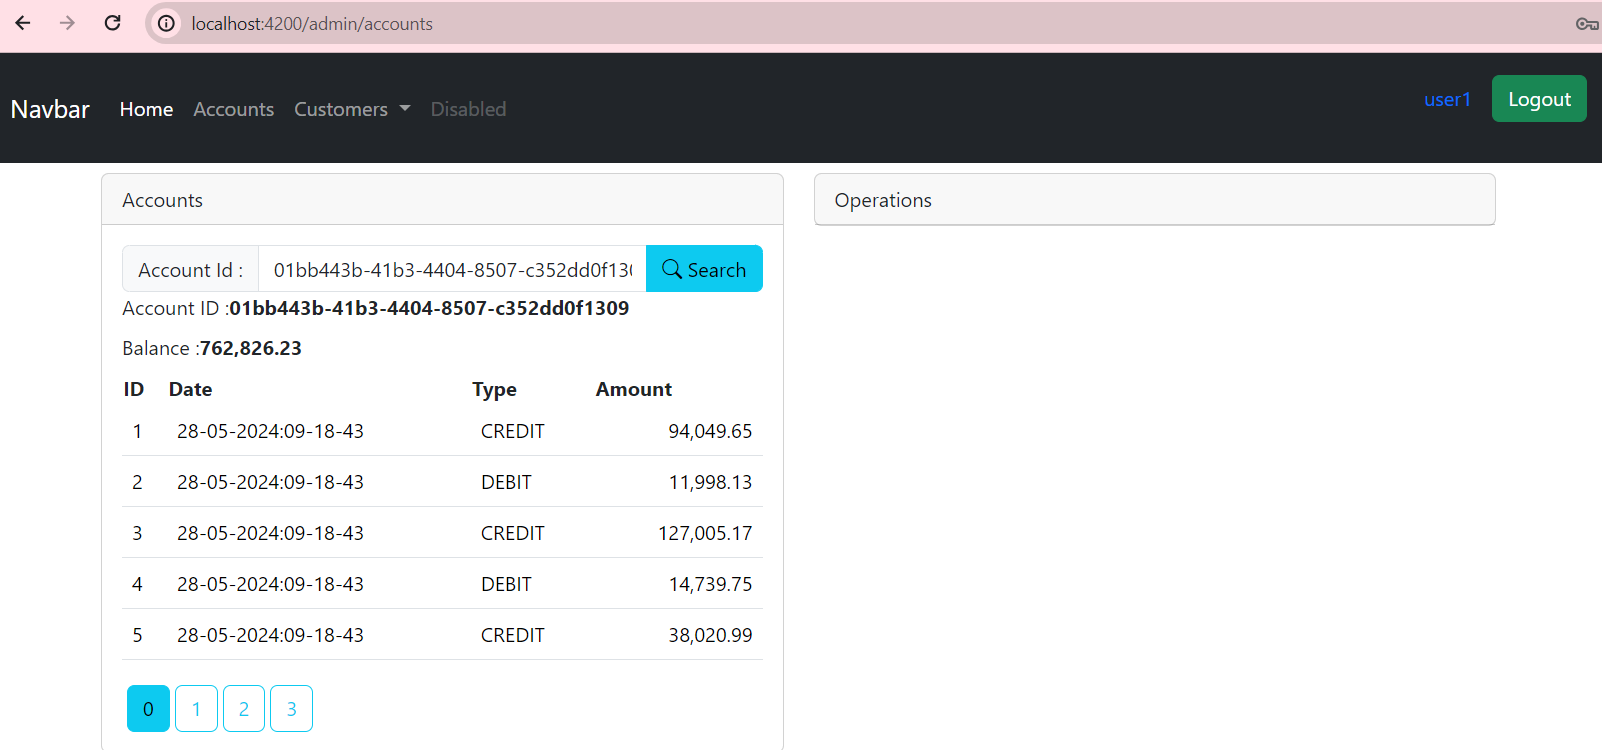 localhost:4200/admin/accounts
Navbar Home Accounts Customers Disabled user1 Logout
Accounts
Account Id : 01bb443b-41b3-4404-8507-c352dd0f130 Search
Account ID :01bb443b-41b3-4404-8507-c352dd0f1309
Balance :762,826.23
ID Date Type Amount
1 28-05-2024:09-18-43 CREDIT 94,049.65
2 28-05-2024:09-18-43 DEBIT 11,998.13
3 28-05-2024:09-18-43 CREDIT 127,005.17
4 28-05-2024:09-18-43 DEBIT 14,739.75
5 28-05-2024:09-18-43 CREDIT 38,020.99
0 1 2 3
Operations